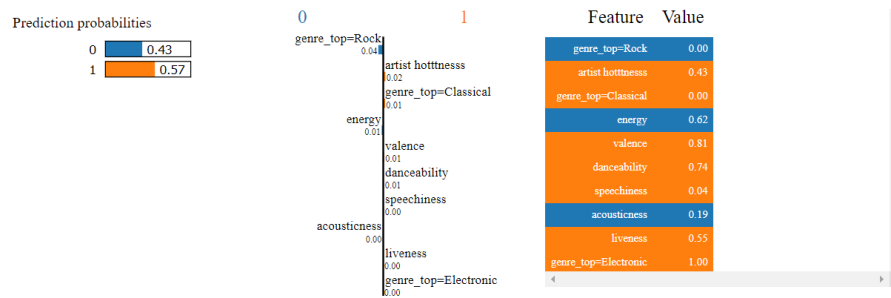 Prediction probabilities
0 0.43
1 0.57
0 1
genre_top=Rock
0.04
artist hotttnesss
0.02
genre_top=Classical
0.01
energy
0.01
valence
0.01
danceability
0.01
speechiness
0.00
acousticness
0.00
liveness
0.00
genre_top=Electronic
0.00
Feature Value
genre_top=Rock 0.00
artist hotttnesss 0.43
genre_top=Classical 0.00
energy 0.62
valence 0.81
danceability 0.74
speechiness 0.04
acousticness 0.19
liveness 0.55
genre_top=Electronic 1.00